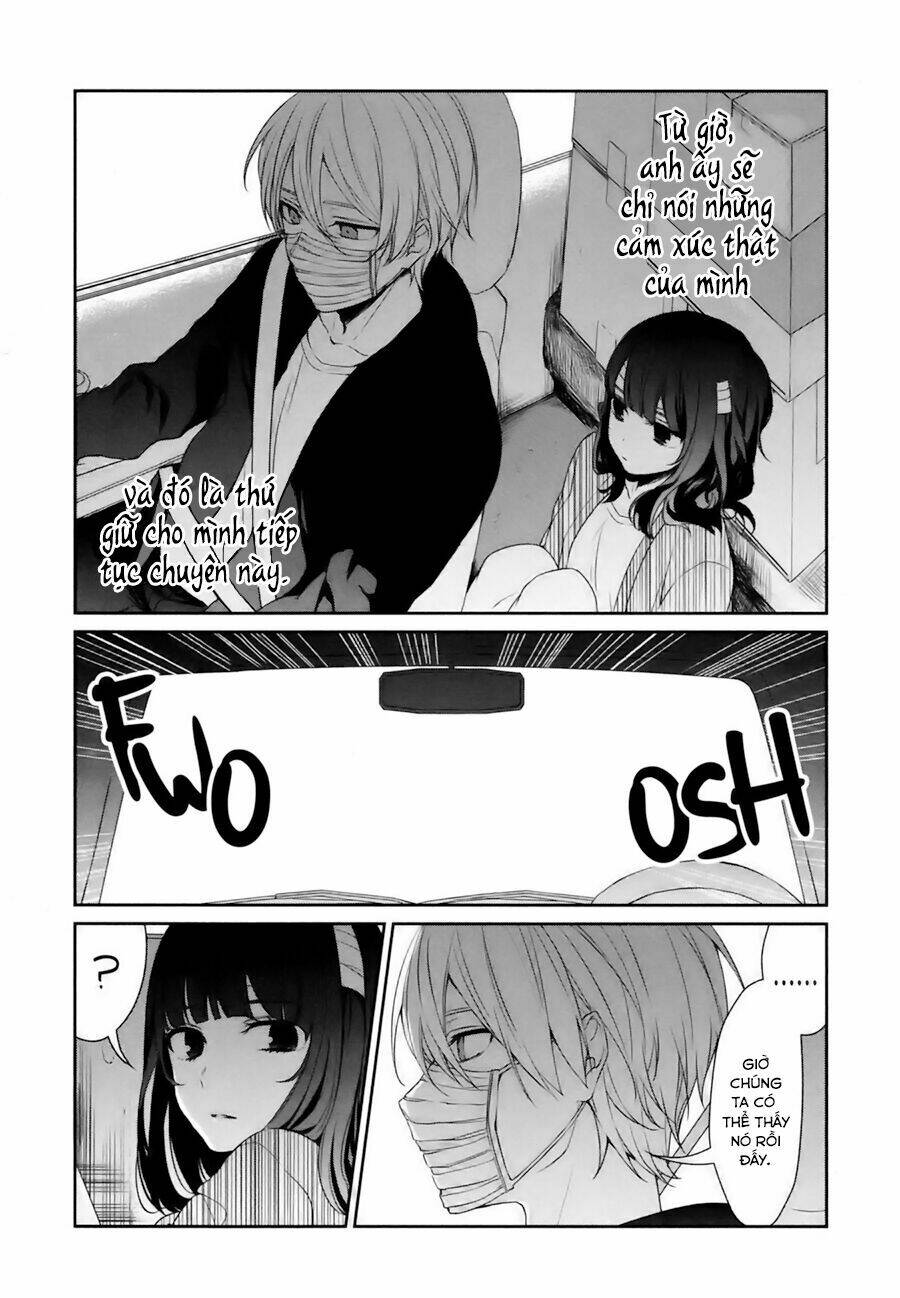 Từ giờ,
anh ấy sẽ
chỉ nói những
cảm xúc thật
của mình
và đó là thứ
giữ cho mình tiếp
tục chuyện này.
FWO
OSH
......
GIỜ
CHÚNG
TA CÓ
THỂ THẤY
NÓ RỒI
ĐẤY.
?